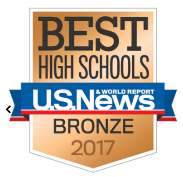 BEST
HIGH SCHOOLS
U.S.News
& WORLD REPORT
BRONZE
2017